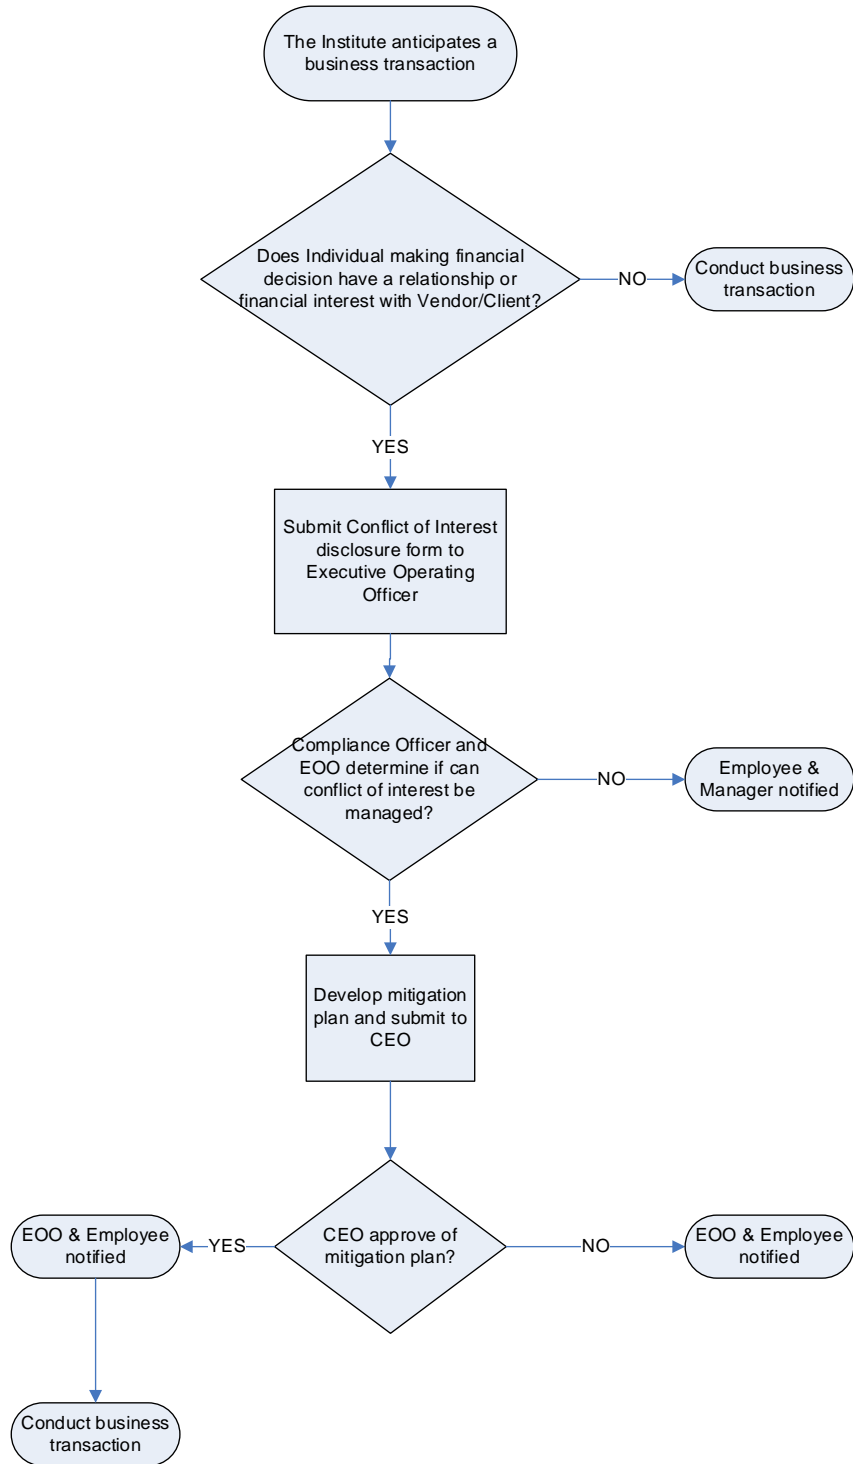 The Institute anticipates a
business transaction
Does Individual making financial
decision have a relationship or
financial interest with Vendor/Client?
NO
Conduct business
transaction
YES
Submit Conflict of Interest
disclosure form to
Executive Operating
Officer
Compliance Officer and
EOO determine if can
conflict of interest be
managed?
NO
Employee &
Manager notified
YES
Develop mitigation
plan and submit to
CEO
EOO & Employee
notified
YES
CEO approve of
mitigation plan?
NO
EOO & Employee
notified
Conduct business
transaction